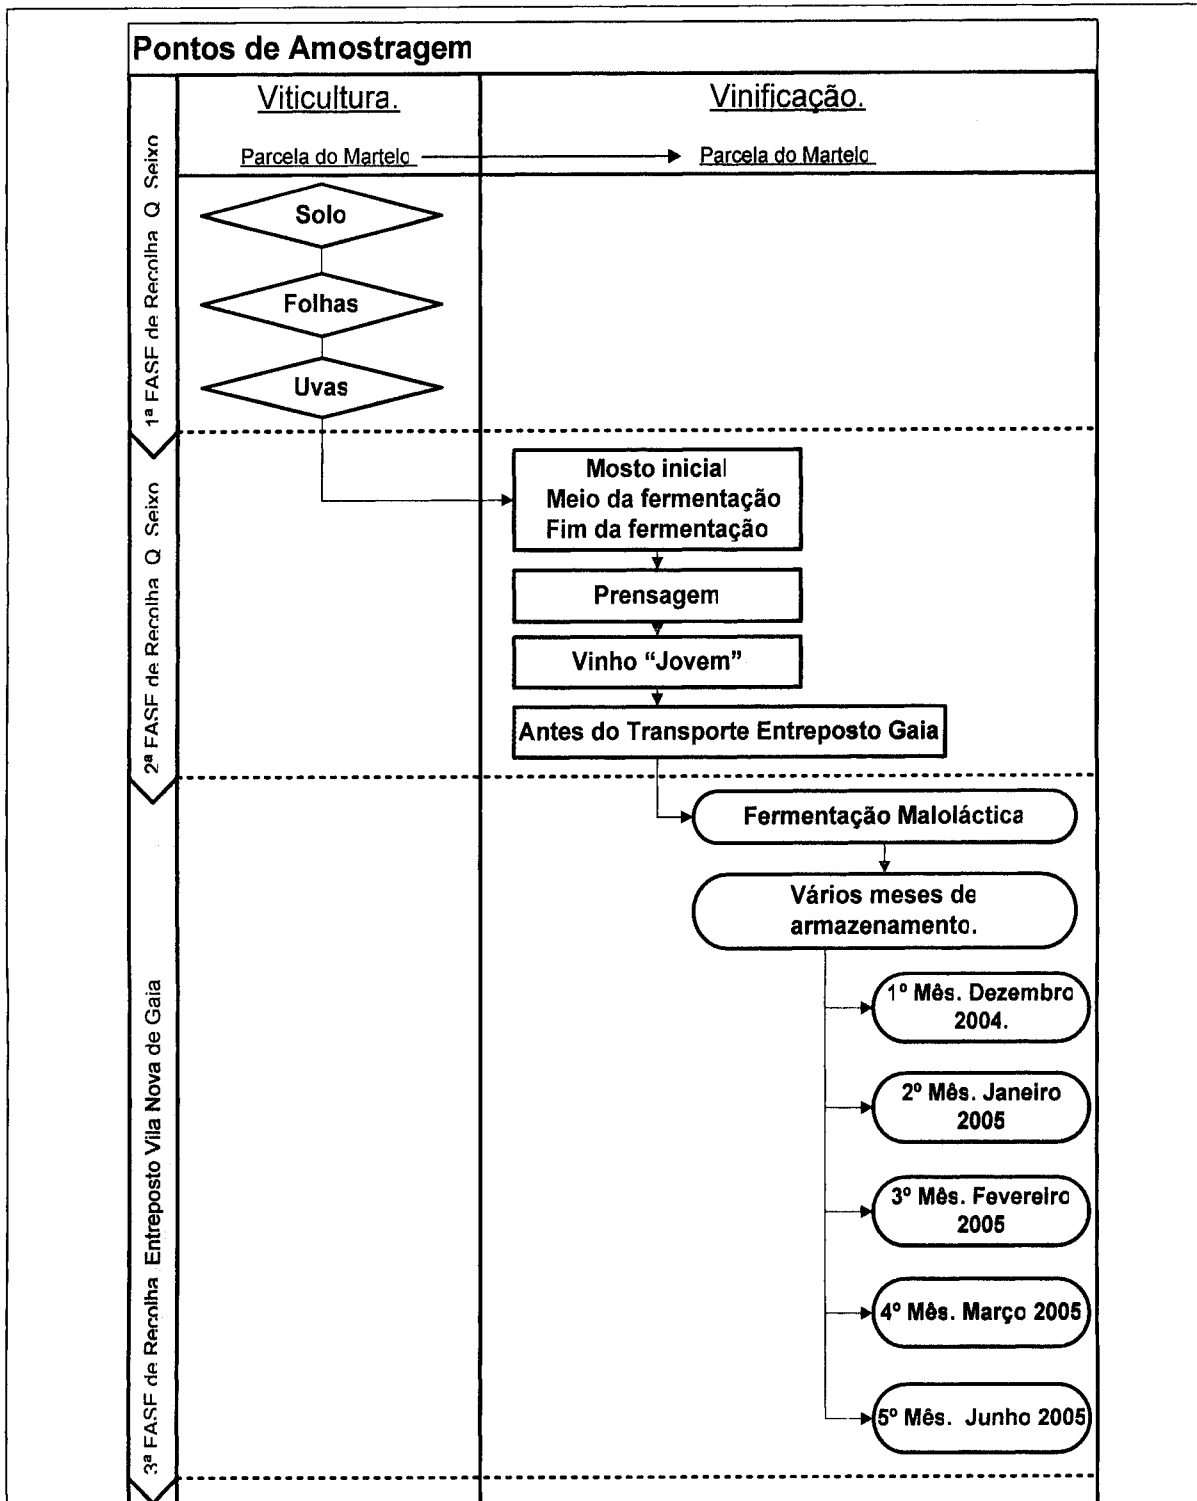 Pontos de Amostragem
Viticultura.
Vinificação.
Parcela do Martelo
Parcela do Martelo
1ª FASE de Recolha Q Seixo
Solo
Folhas
Uvas
2ª FASE de Recolha Q Seixo
Mosto inicial
Meio da fermentação
Fim da fermentação
Prensagem
Vinho “Jovem”
Antes do Transporte Entreposto Gaia
3ª FASE de Recolha Entreposto Vila Nova de Gaia
Fermentação Maloláctica
Vários meses de
armazenamento.
1º Mês. Dezembro
2004.
2º Mês. Janeiro
2005
3º Mês. Fevereiro
2005
4º Mês. Março 2005
5º Mês. Junho 2005